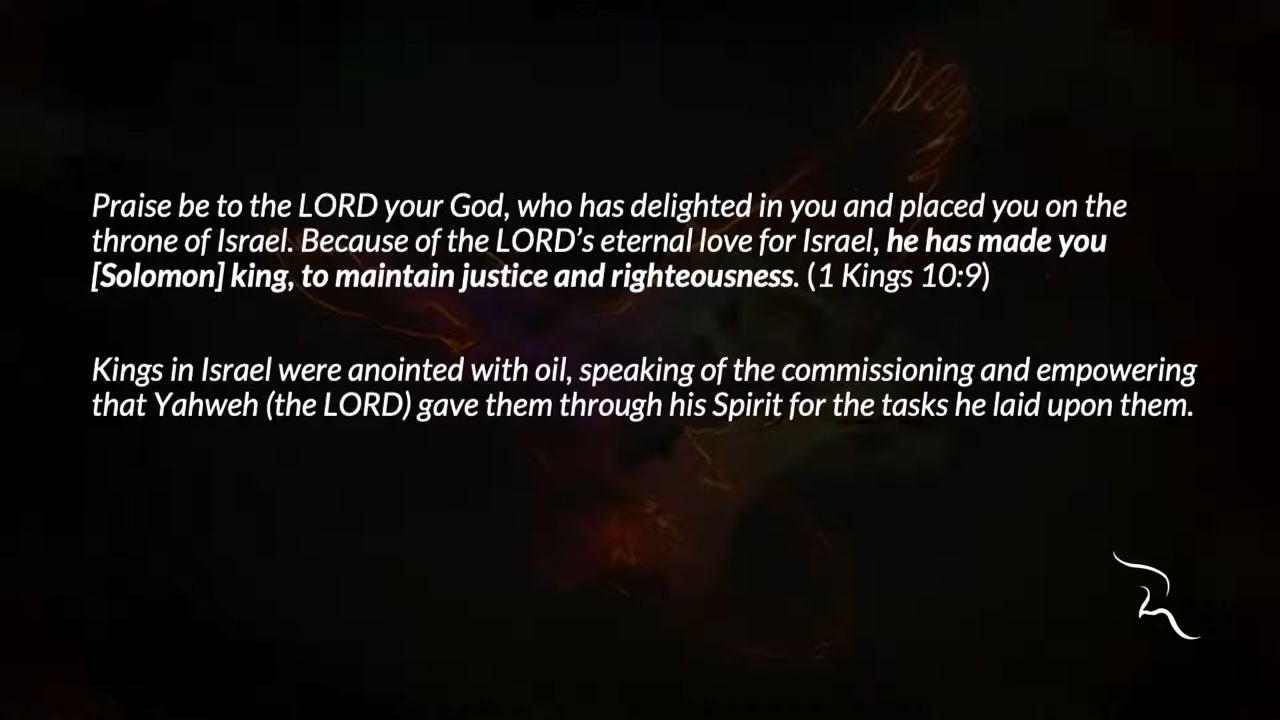 Praise be to the LORD your God, who has delighted in you and placed you on the
throne of Israel. Because of the LORD’s eternal love for Israel, he has made you
[Solomon] king, to maintain justice and righteousness. (1 Kings 10:9)
Kings in Israel were anointed with oil, speaking of the commissioning and empowering
that Yahweh (the LORD) gave them through his Spirit for the tasks he laid upon them.